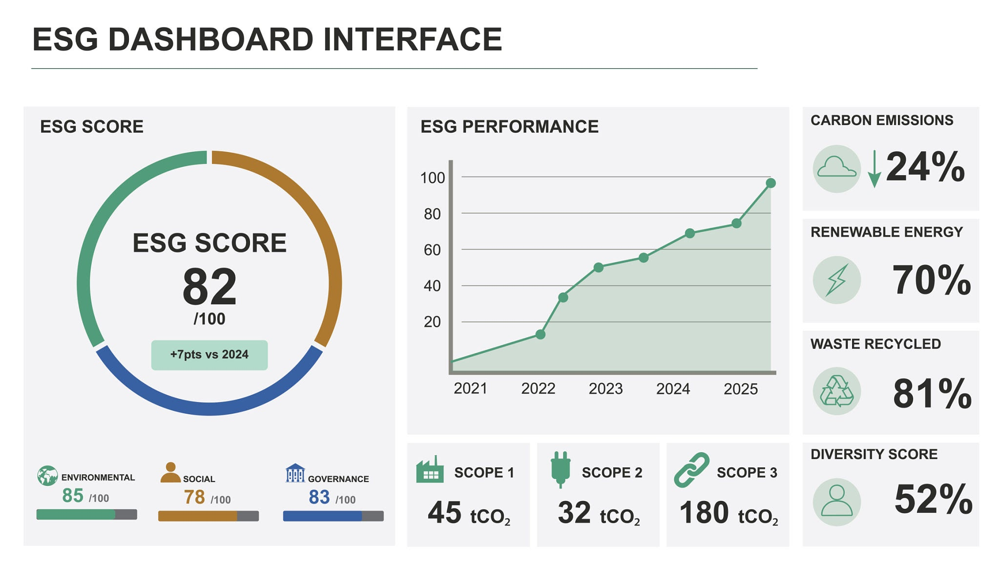 ESG DASHBOARD INTERFACE
ESG SCORE
ESG SCORE
82
/100
+7pts vs 2024
ENVIRONMENTAL
85 /100
SOCIAL
78 /100
GOVERNANCE
83 /100
ESG PERFORMANCE
100
80
60
40
20
2021 2022 2023 2024 2025
SCOPE 1
45 tCO₂
SCOPE 2
32 tCO₂
SCOPE 3
180 tCO₂
CARBON EMISSIONS
24%
RENEWABLE ENERGY
70%
WASTE RECYCLED
81%
DIVERSITY SCORE
52%